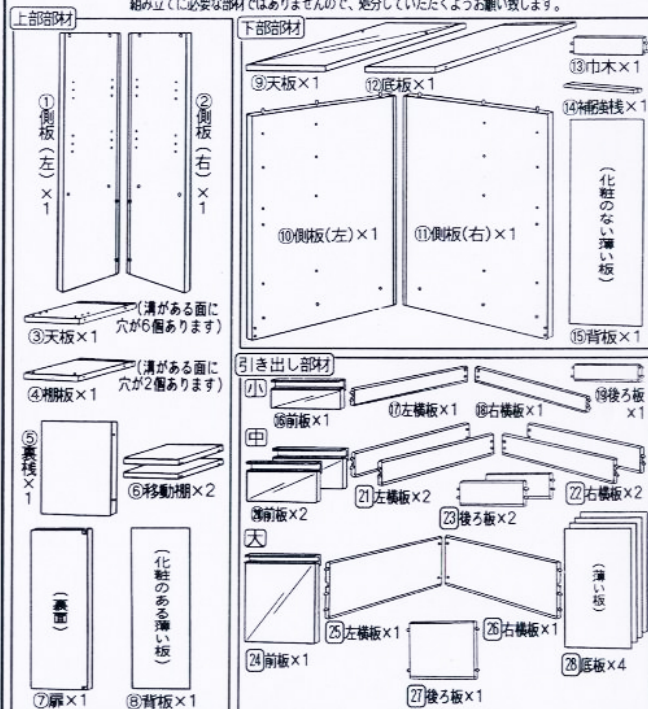 組み立てに必要な部材ではありませんので、処分していただくようお願い致します。
上部部材
①側板(左)×1
②側板(右)×1
③天板×1
(溝がある面に
穴が6個あります)
④棚板×1
(溝がある面に
穴が2個あります)
⑤裏桟×1
⑥移動棚×2
(裏面)
⑦扉×1
(化粧のある薄い板)
⑧背板×1
下部部材
⑨天板×1
⑫底板×1
⑬巾木×1
⑭補強桟×1
⑩側板(左)×1
⑪側板(右)×1
(化粧のない薄い板)
⑮背板×1
引き出し部材
小
⑯前板×1
⑰左横板×1
⑱右横板×1
⑲後ろ板
×1
中
⑳前板×2
21左横板×2
22右横板×2
23後ろ板×2
大
24前板×1
25左横板×1
26右横板×1
27後ろ板×1
(薄い板)
28底板×4